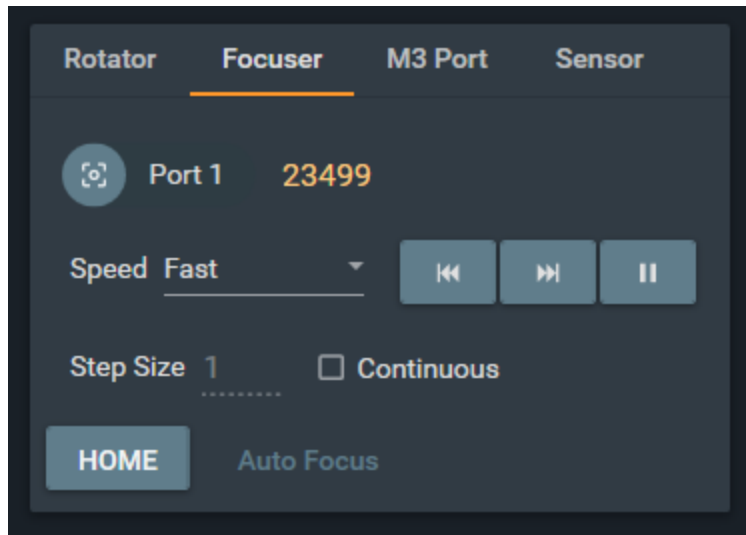 Rotator Focuser M3 Port Sensor
Port 1 23499
Speed Fast
Step Size 1 Continuous
HOME Auto Focus